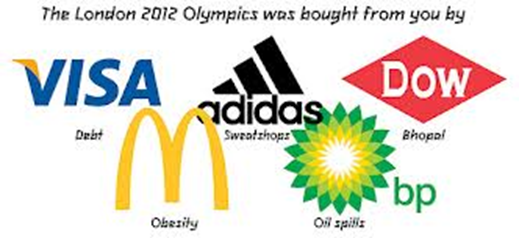 The London 2012 Olympics was bought from you by
VISA
adidas
Dow
Debt
Sweatshops
Bhopal
bp
Obesity
Oil spills